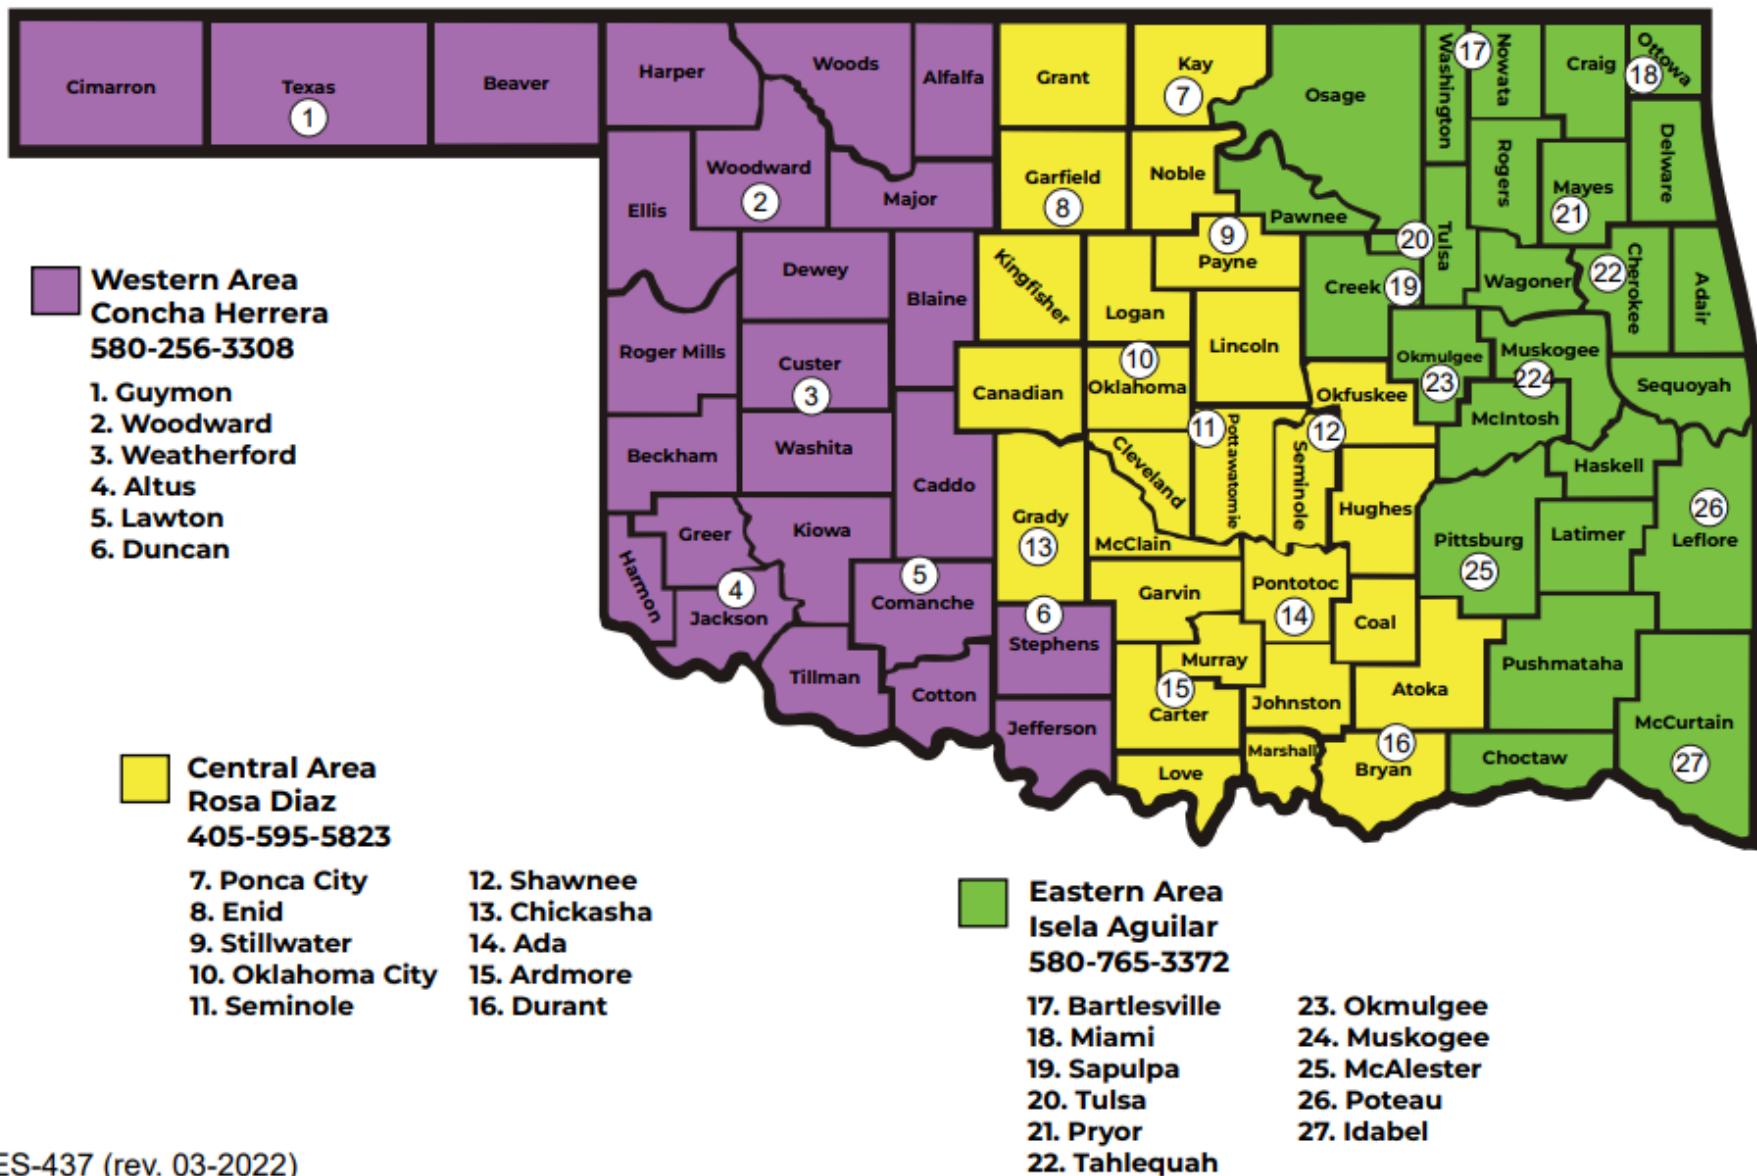 Cimarron
Texas
1
Beaver
Harper
Woods
Alfalfa
Grant
Kay
7
Osage
Washington
17
Nowata
Craig
Ottowa
18
Ellis
Woodward
2
Major
Garfield
8
Noble
Pawnee
Rogers
Mayes
21
Delware
Dewey
Blaine
Kingfisher
Logan
9
Payne
Creek
19
20
Tulsa
Wagoner
22
Cherokee
Adair
Roger Mills
Custer
3
Canadian
10
Oklahoma
Lincoln
Okfuskee
Okmulgee
23
Muskogee
224
Sequoyah
Beckham
Washita
Caddo
Grady
13
Cleveland
McClain
11
Pottawatomie
Seminole
12
Hughes
McIntosh
Haskell
Pittsburg
25
Latimer
26
Leflore
Harmon
Greer
Kiowa
4
Jackson
5
Comanche
6
Stephens
Garvin
Pontotoc
14
Coal
Tillman
Cotton
Jefferson
Murray
15
Carter
Johnston
Atoka
Pushmataha
McCurtain
27
Love
Marshall
16
Bryan
Choctaw
Western Area
Concha Herrera
580-256-3308
1. Guymon
2. Woodward
3. Weatherford
4. Altus
5. Lawton
6. Duncan
Central Area
Rosa Diaz
405-595-5823
7. Ponca City
8. Enid
9. Stillwater
10. Oklahoma City
11. Seminole
12. Shawnee
13. Chickasha
14. Ada
15. Ardmore
16. Durant
Eastern Area
Isela Aguilar
580-765-3372
17. Bartlesville
18. Miami
19. Sapulpa
20. Tulsa
21. Pryor
22. Tahlequah
23. Okmulgee
24. Muskogee
25. McAlester
26. Poteau
27. Idabel
ES-437 (rev. 03-2022)